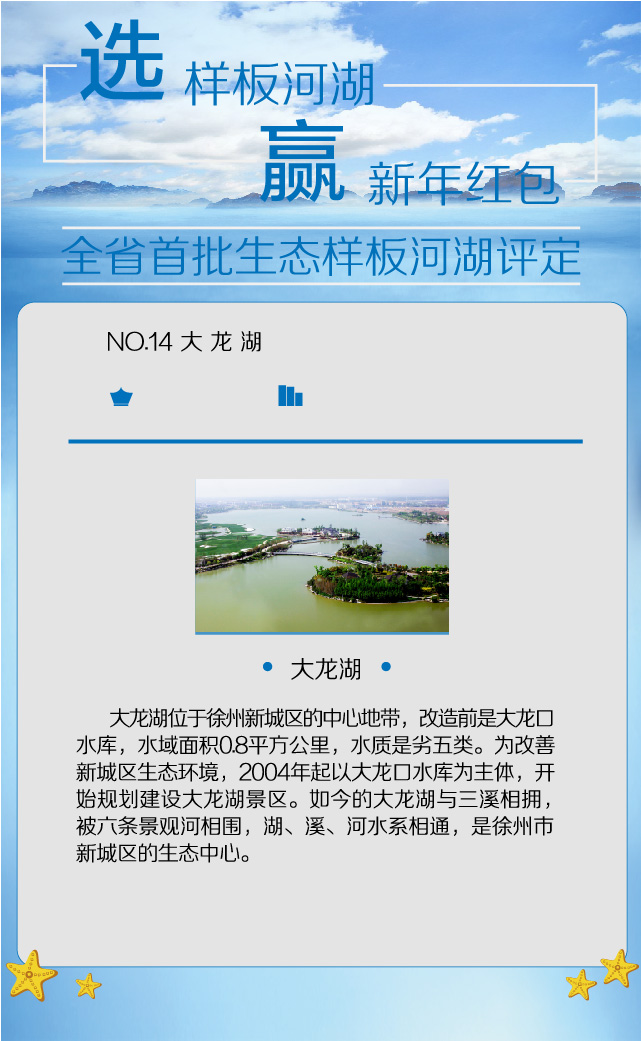 选 样板河湖
赢 新年红包
全省首批生态样板河湖评定
NO.14 大 龙 湖
• 大龙湖 •
大龙湖位于徐州新城区的中心地带，改造前是大龙口
水库，水域面积0.8平方公里，水质是劣五类。为改善
新城区生态环境，2004年起以大龙口水库为主体，开
始规划建设大龙湖景区。如今的大龙湖与三溪相拥，
被六条景观河相围，湖、溪、河水系相通，是徐州市
新城区的生态中心。